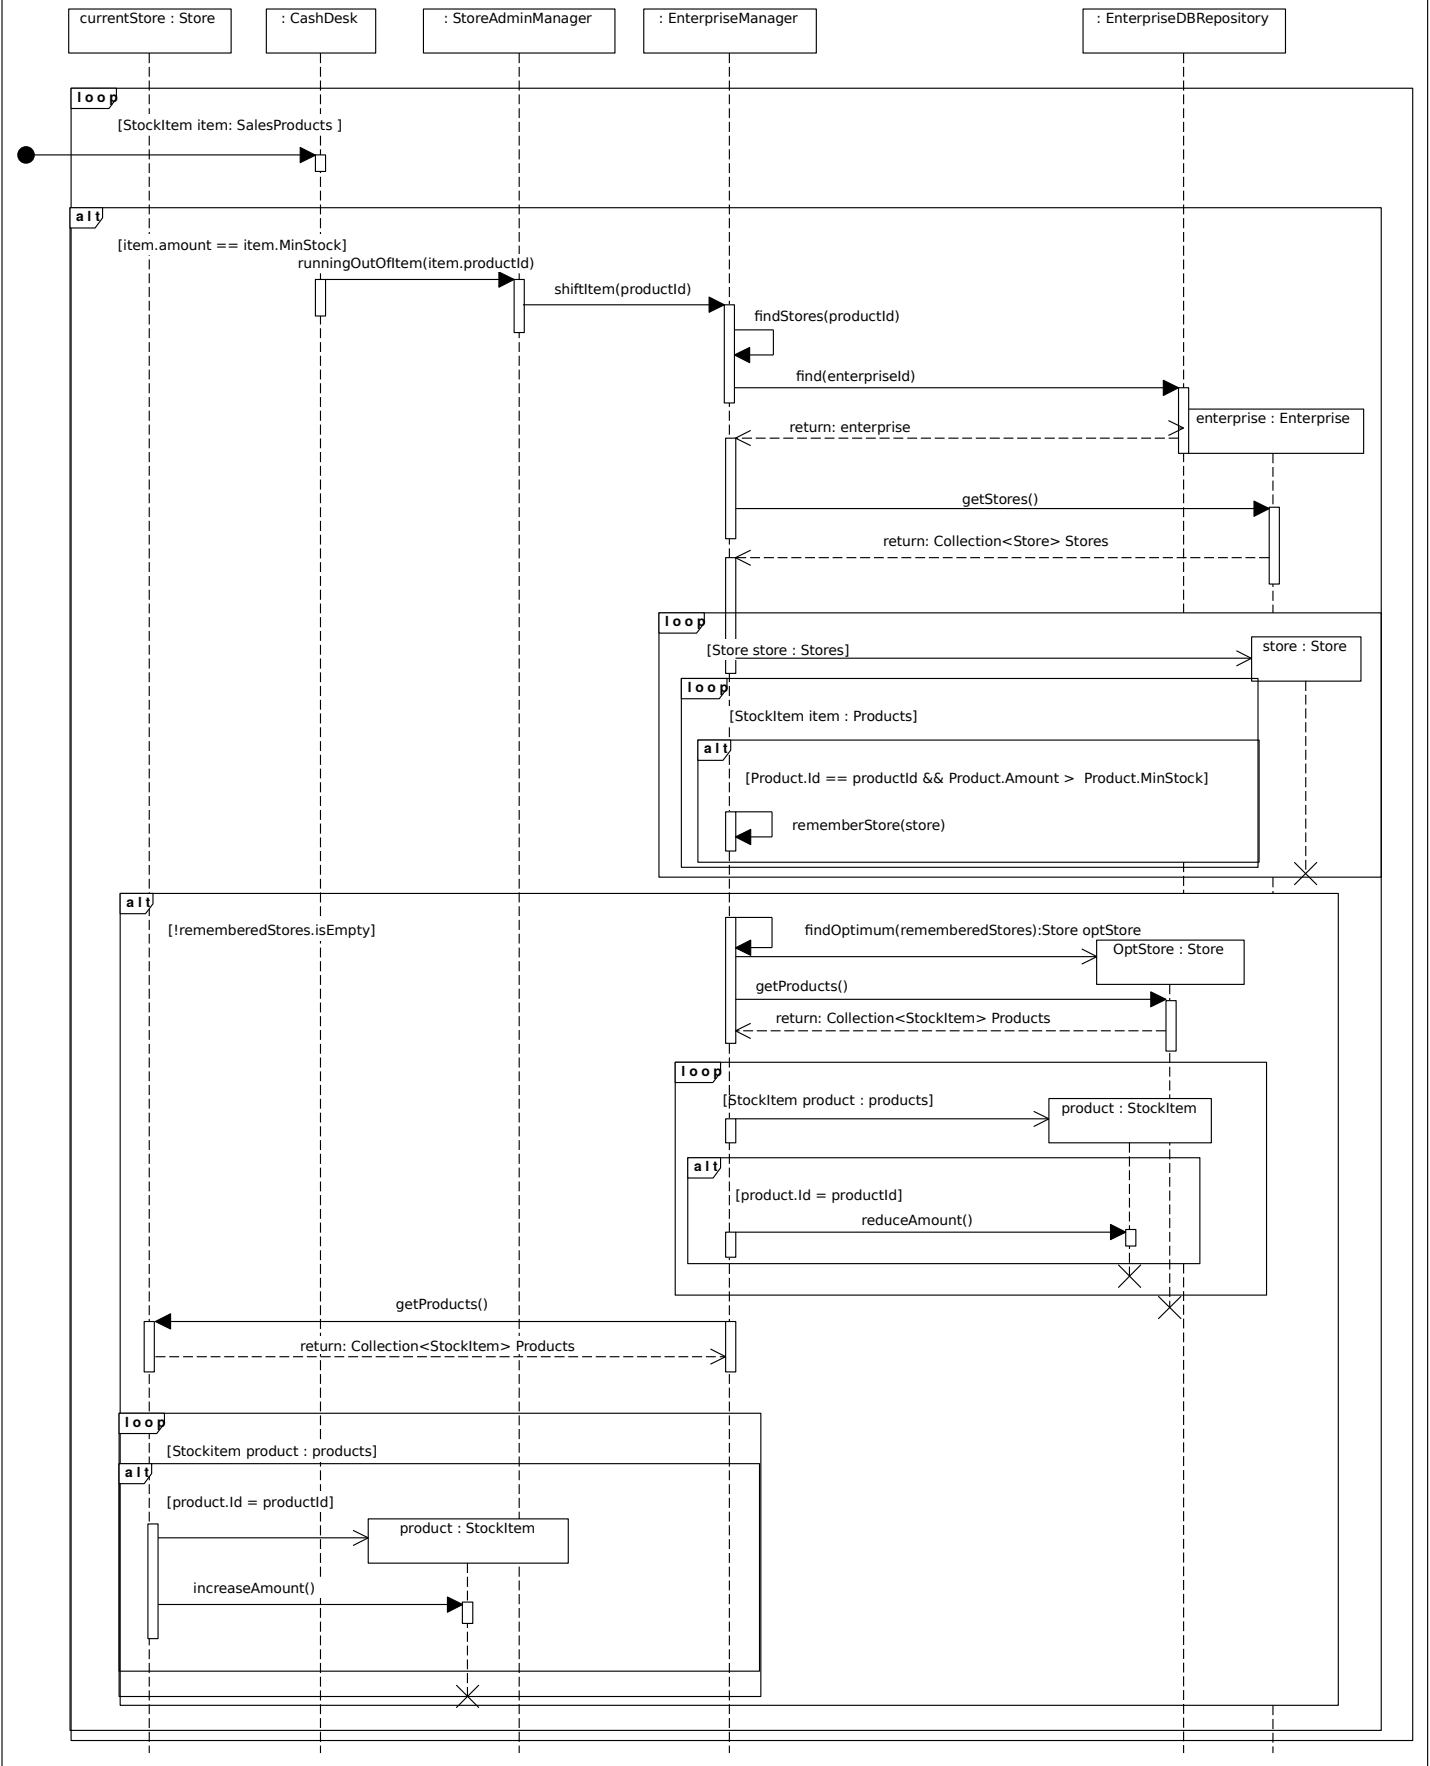 currentStore : Store
: CashDesk
: StoreAdminManager
: EnterpriseManager
: EnterpriseDBRepository
loop
[StockItem item: SalesProducts ]
alt
[item.amount == item.MinStock]
runningOutOfItem(item.productId)
shiftItem(productId)
findStores(productId)
find(enterpriseId)
enterprise : Enterprise
return: enterprise
getStores()
return: Collection<Store> Stores
loop
[Store store : Stores]
store : Store
loop
[StockItem item : Products]
alt
[Product.Id == productId && Product.Amount >  Product.MinStock]
rememberStore(store)
alt
[!rememberedStores.isEmpty]
findOptimum(rememberedStores):Store optStore
OptStore : Store
getProducts()
return: Collection<StockItem> Products
loop
[StockItem product : products]
product : StockItem
alt
[product.Id = productId]
reduceAmount()
getProducts()
return: Collection<StockItem> Products
loop
[Stockitem product : products]
alt
[product.Id = productId]
product : StockItem
increaseAmount()